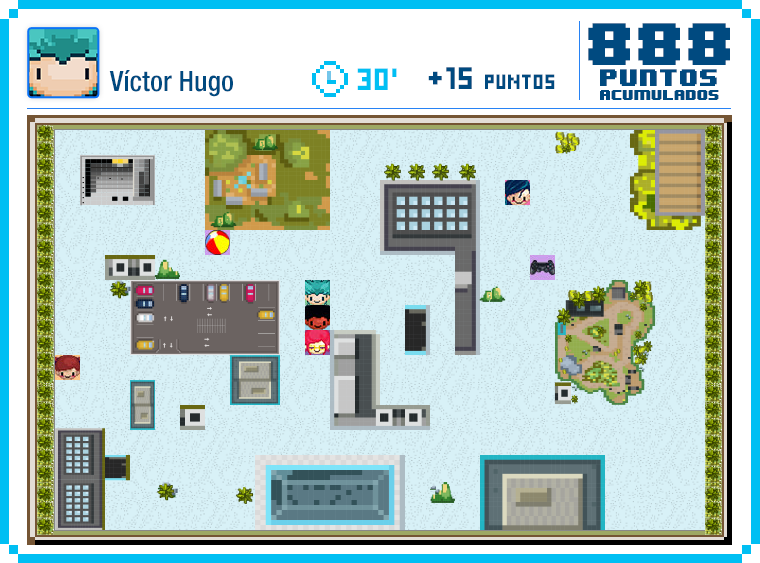 Víctor Hugo
30'
+15 PUNTOS
888
PUNTOS
ACUMULADOS